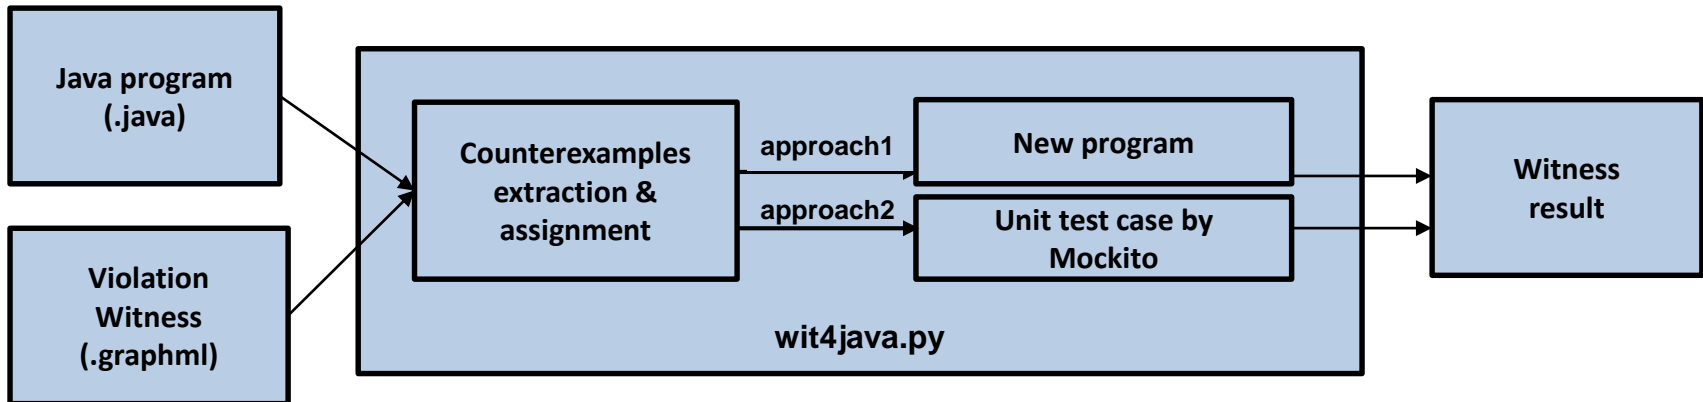 Java program
(.java)
Violation
Witness
(.graphml)
Counterexamples
extraction &
assignment
approach1
approach2
New program
Unit test case by
Mockito
wit4java.py
Witness
result